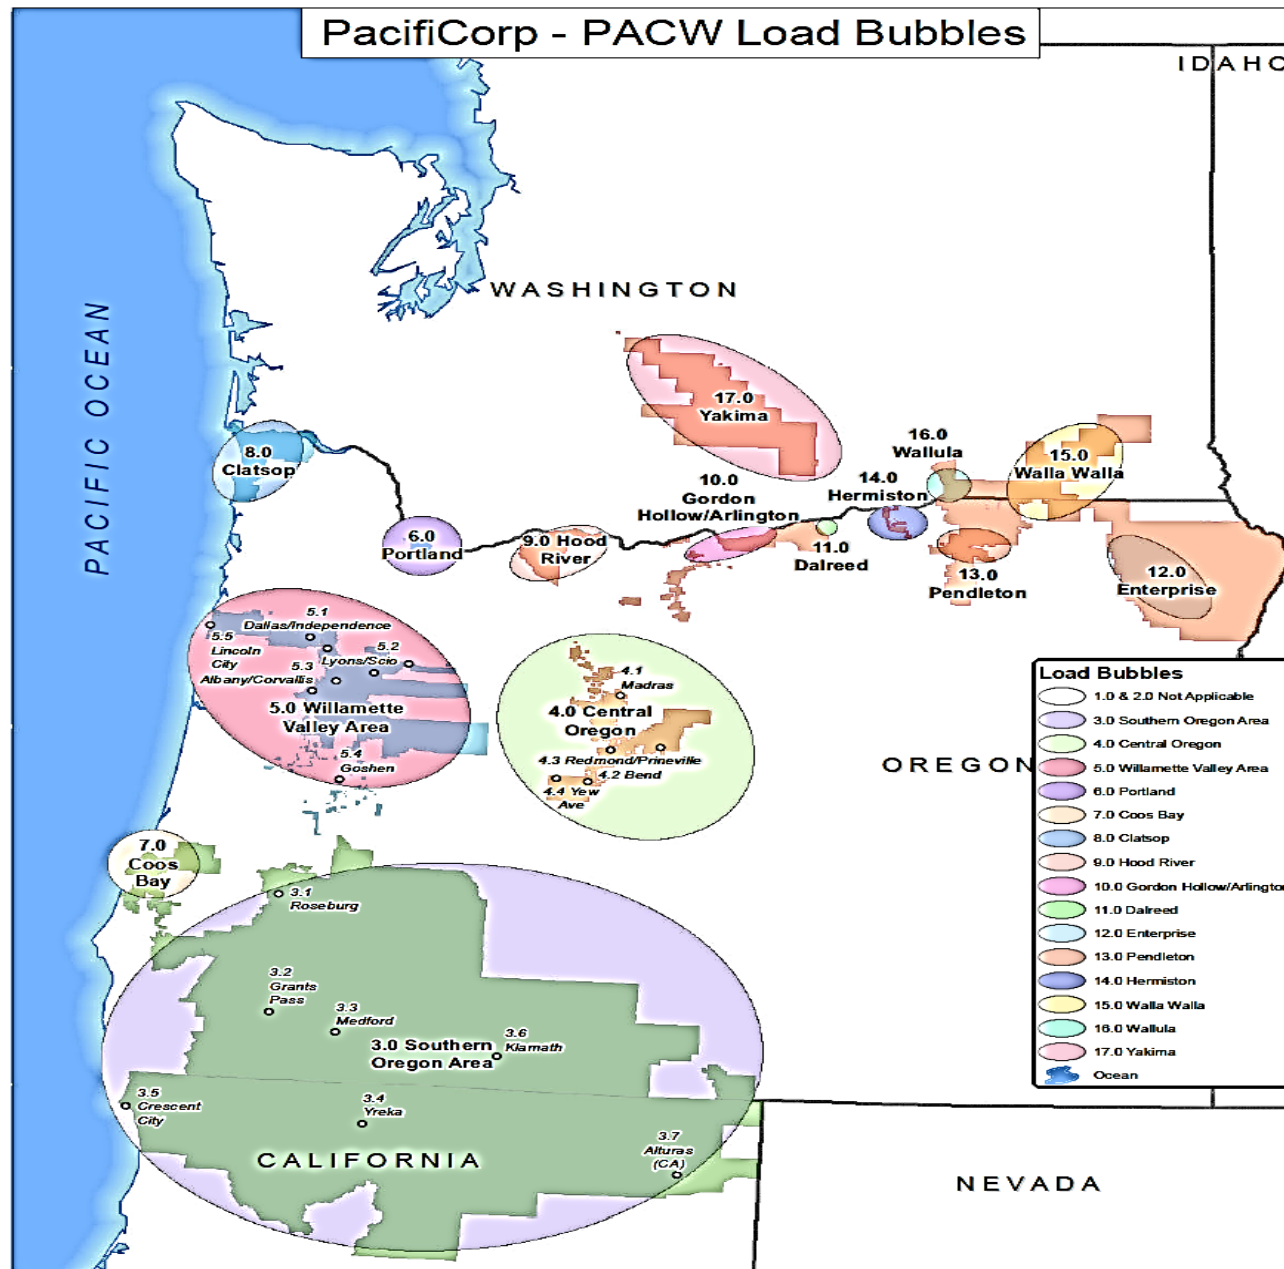 PacifiCorp - PACW Load Bubbles
IDAHO
WASHINGTON
PACIFIC OCEAN
17.0
Yakima
16.0
Wallula
15.0
Walla Walla
8.0
Clatsop
10.0
Gordon
Hollow/Arlington
14.0
Hermiston
6.0
Portland
9.0 Hood
River
11.0
Dalreed
13.0
Pendleton
12.0
Enterprise
5.1
Dallas/Independence
5.5
Lincoln
City
5.2
Lyons/Scio
5.3
Albany/Corvallis
5.0 Willamette
Valley Area
5.4
Goshen
4.1
Madras
4.0 Central
Oregon
4.3 Redmond/Prineville
4.2 Bend
4.4 Yew
Ave
OREGON
7.0
Coos
Bay
3.1
Roseburg
3.2
Grants
Pass
3.3
Medford
3.0 Southern
Oregon Area
3.6
Klamath
3.5
Crescent
City
3.4
Yreka
3.7
Alturas
(CA)
CALIFORNIA
NEVADA
Load Bubbles
1.0 & 2.0 Not Applicable
3.0 Southern Oregon Area
4.0 Central Oregon
5.0 Willamette Valley Area
6.0 Portland
7.0 Coos Bay
8.0 Clatsop
9.0 Hood River
10.0 Gordon Hollow/Arlington
11.0 Dalreed
12.0 Enterprise
13.0 Pendleton
14.0 Hermiston
15.0 Walla Walla
16.0 Wallula
17.0 Yakima
Ocean